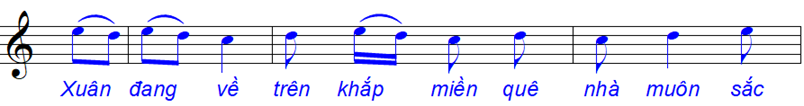 Xuân đang về trên khắp miền quê nhà muôn sắc